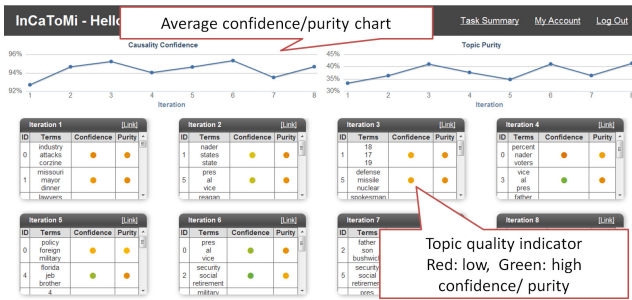 InCaToMi - Hello
Average confidence/purity chart
Task Summary My Account Log Out
Causality Confidence
96%
94%
92%
1 2 3 4 5 6 7 8
Iteration
Topic Purity
45%
40%
35%
30%
1 2 3 4 5 6 7 8
Iteration
Iteration 1 [Link]
ID Terms Confidence Purity
0 industry
attacks
corzine
1 missouri
mayor
dinner
lawyers
Iteration 2 [Link]
ID Terms Confidence Purity
1 nader
states
state
5 pres
al
vice
reagan
Iteration 3 [Link]
ID Terms Confidence Purity
1 18
17
19
5 defense
missile
nuclear
spokesman
Iteration 4 [Link]
ID Terms Confidence Purity
0 percent
nader
voters
3 vice
al
pres
father
Iteration 5 [Link]
ID Terms Confidence Purity
0 policy
foreign
military
4 florida
jeb
brother
4
Iteration 6 [Link]
ID Terms Confidence Purity
0 pres
al
vice
2 security
social
retirement
military
Iteration 7
ID Terms
2 father
son
bushwick
5 security
social
retirement
pres
Iteration 8 [Link]
Topic quality indicator
Red: low, Green: high
confidence/ purity